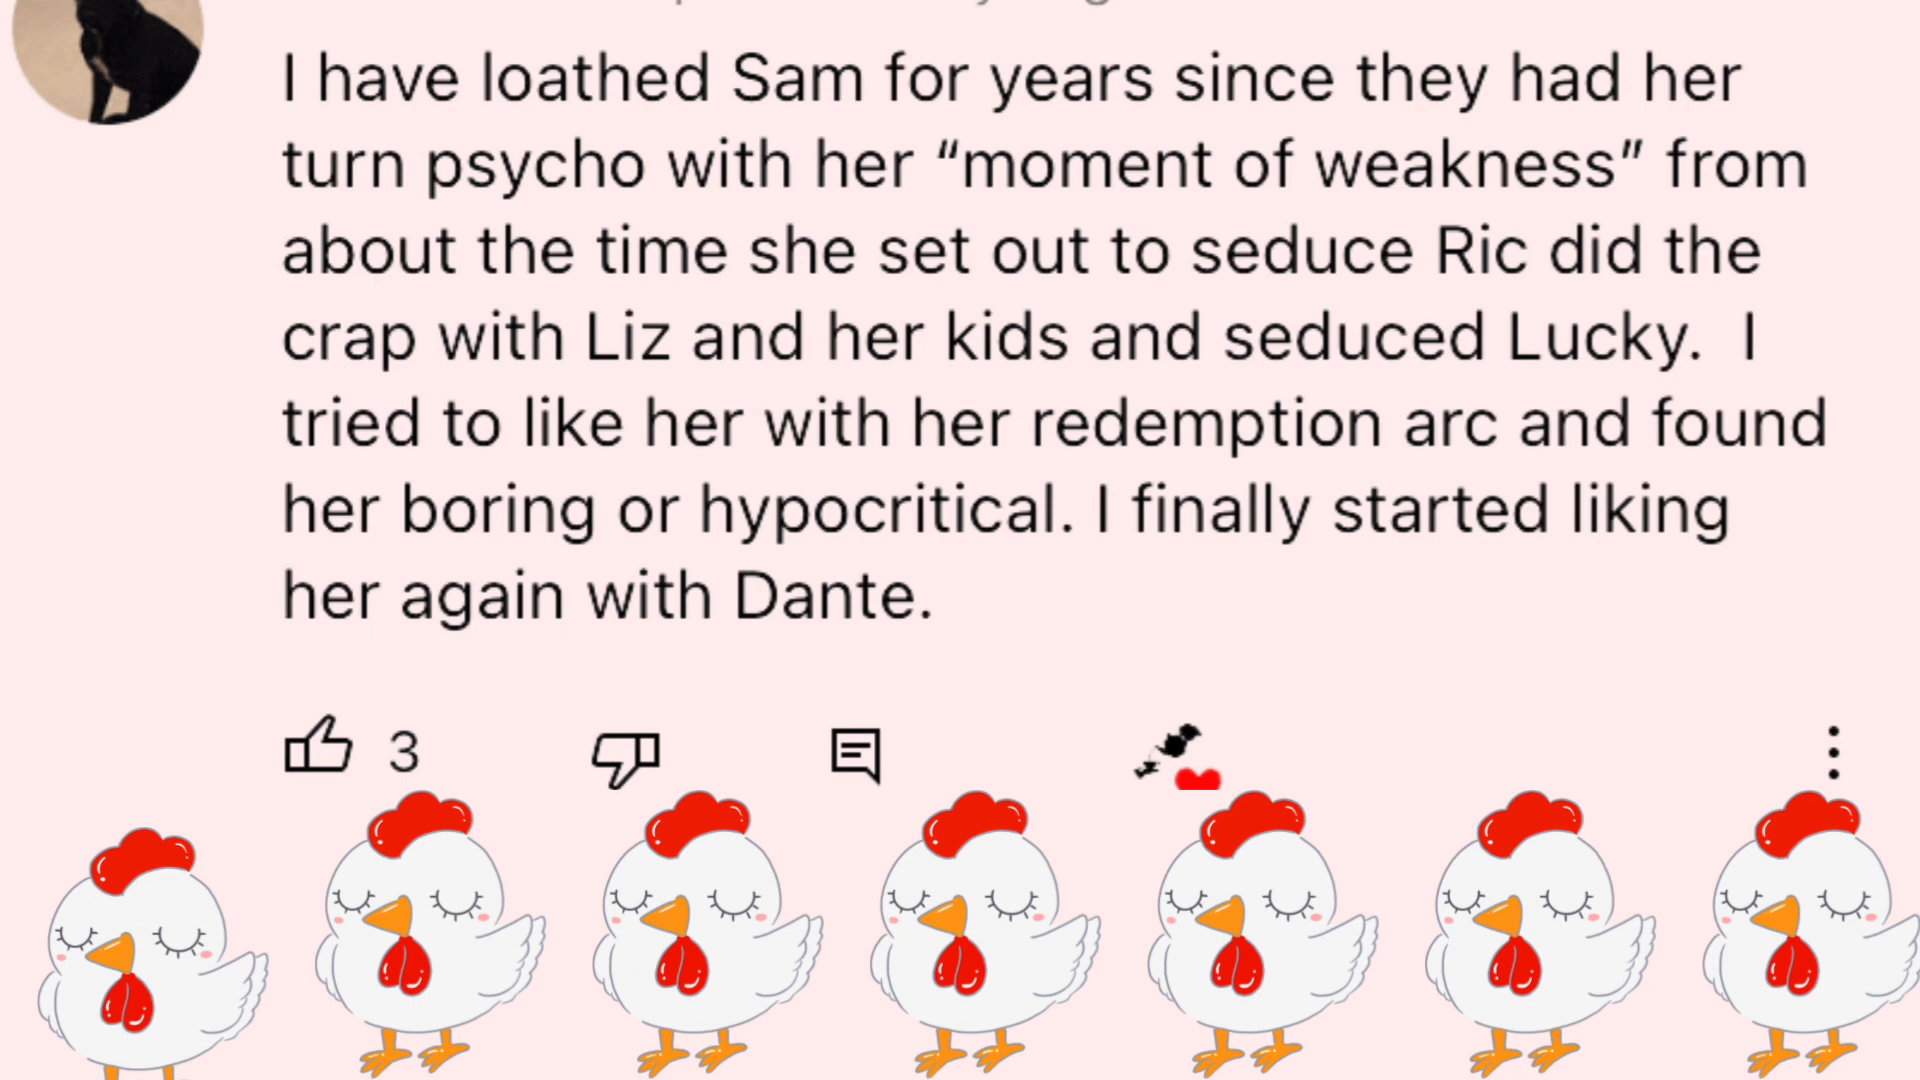 I have loathed Sam for years since they had her
turn psycho with her “moment of weakness” from
about the time she set out to seduce Ric did the
crap with Liz and her kids and seduced Lucky.  I
tried to like her with her redemption arc and found
her boring or hypocritical. I finally started liking
her again with Dante.
3